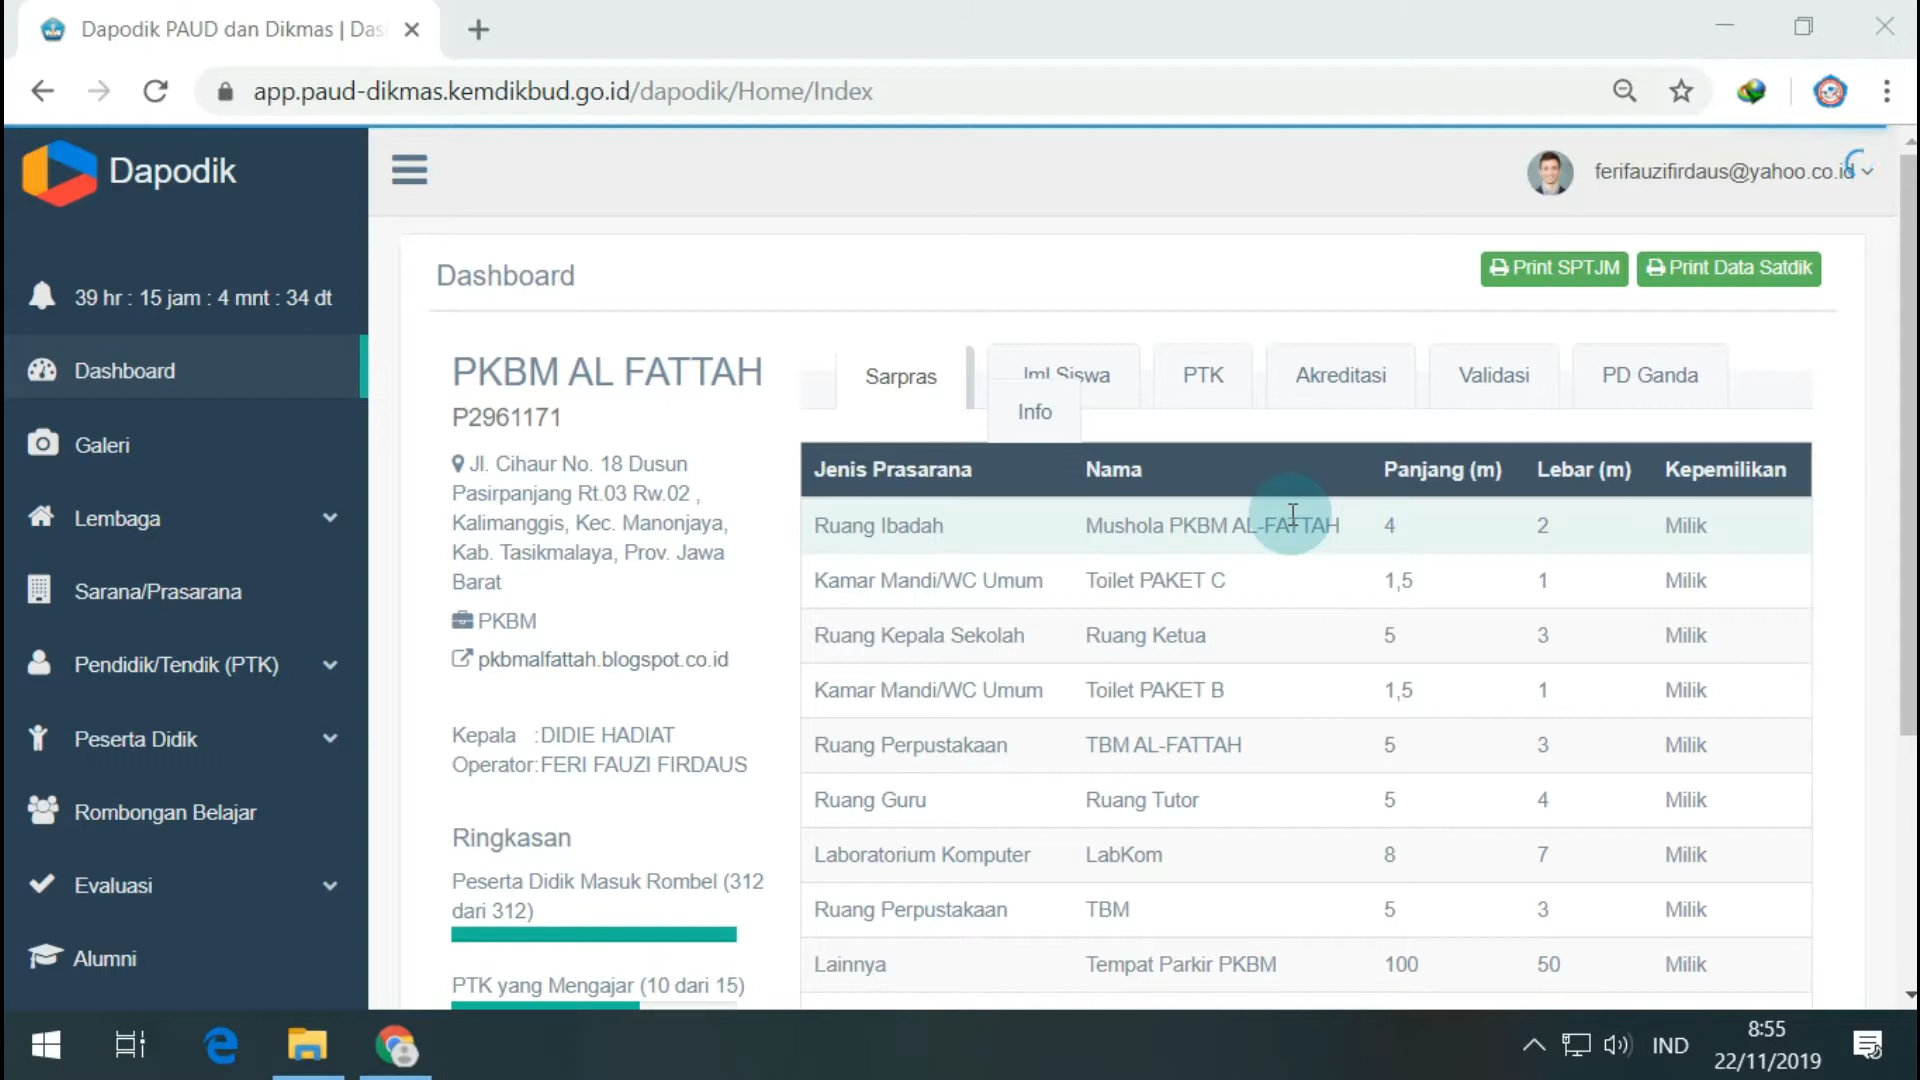 Dapodik PAUD dan Dikmas | Das
app.paud-dikmas.kemdikbud.go.id/dapodik/Home/Index
Dapodik
ferifauzifirdaus@yahoo.co.id
39 hr : 15 jam : 4 mnt : 34 dt
Dashboard
Galeri
Lembaga
Sarana/Prasarana
Pendidik/Tendik (PTK)
Peserta Didik
Rombongan Belajar
Evaluasi
Alumni
Dashboard
Print SPTJM
Print Data Satdik
PKBM AL FATTAH
P2961171
Jl. Cihaur No. 18 Dusun
Pasirpanjang Rt.03 Rw.02 ,
Kalimanggis, Kec. Manonjaya,
Kab. Tasikmalaya, Prov. Jawa
Barat
PKBM
pkbmalfattah.blogspot.co.id
Kepala :DIDIE HADIAT
Operator:FERI FAUZI FIRDAUS
Ringkasan
Peserta Didik Masuk Rombel (312
dari 312)
PTK yang Mengajar (10 dari 15)
Sarpras Jml Siswa PTK Akreditasi Validasi PD Ganda
Info
Jenis Prasarana Nama Panjang (m) Lebar (m) Kepemilikan
Ruang Ibadah Mushola PKBM AL-FATTAH 4 2 Milik
Kamar Mandi/WC Umum Toilet PAKET C 1,5 1 Milik
Ruang Kepala Sekolah Ruang Ketua 5 3 Milik
Kamar Mandi/WC Umum Toilet PAKET B 1,5 1 Milik
Ruang Perpustakaan TBM AL-FATTAH 5 3 Milik
Ruang Guru Ruang Tutor 5 4 Milik
Laboratorium Komputer LabKom 8 7 Milik
Ruang Perpustakaan TBM 5 3 Milik
Lainnya Tempat Parkir PKBM 100 50 Milik
IND
8:55
22/11/2019